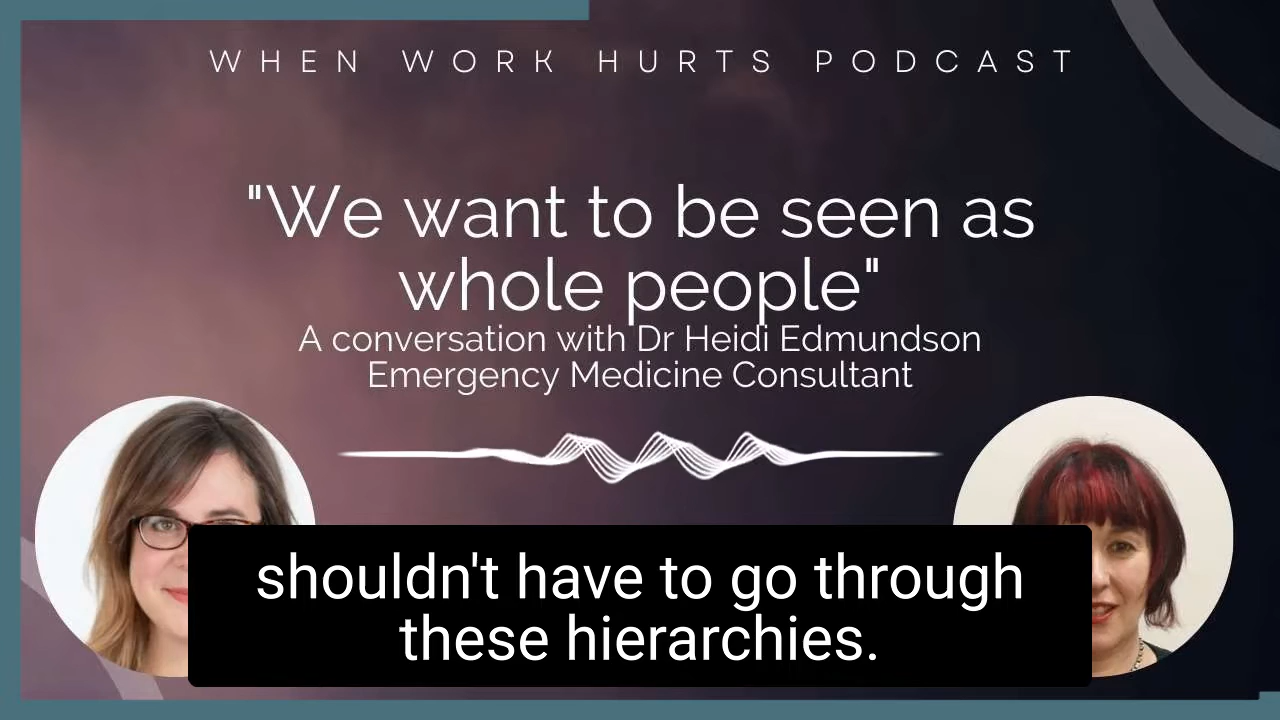 WHEN WORK HURTS PODCAST
"We want to be seen as
whole people"
A conversation with Dr Heidi Edmundson
Emergency Medicine Consultant
shouldn't have to go through
these hierarchies.